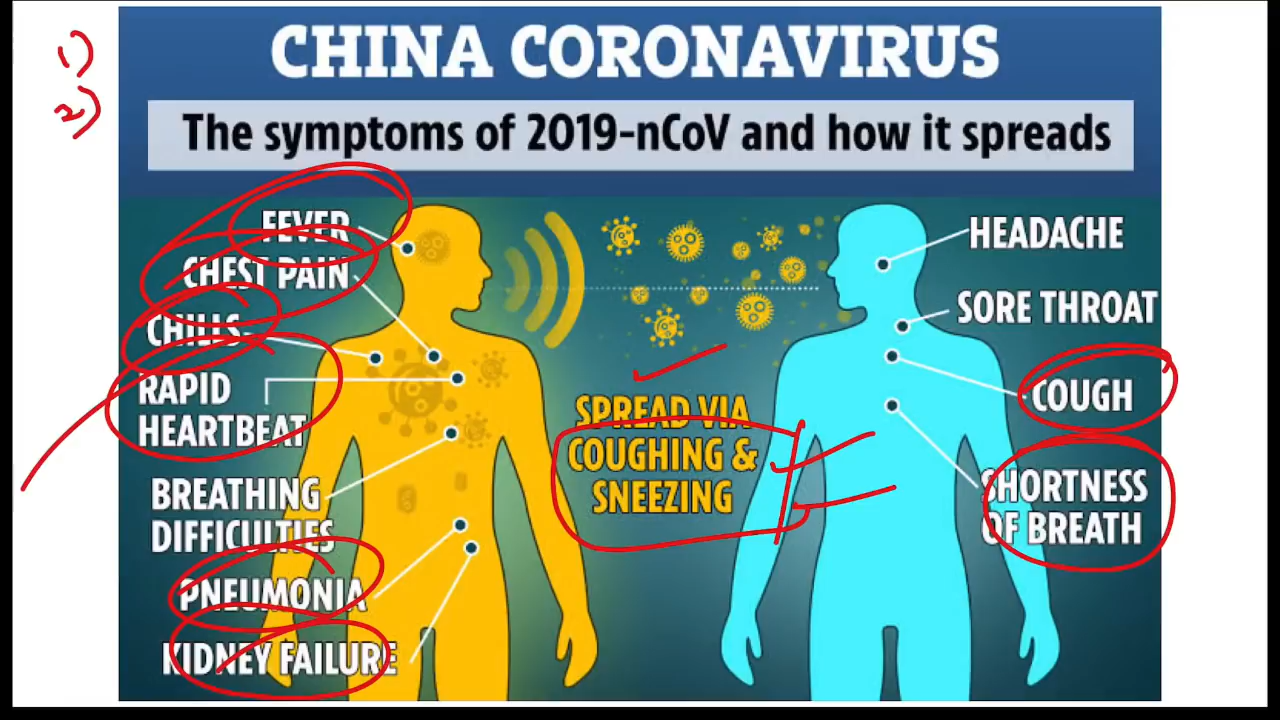 1)
2)
CHINA CORONAVIRUS
The symptoms of 2019-nCoV and how it spreads
FEVER
CHEST PAIN
CHILLS
RAPID
HEARTBEAT
BREATHING
DIFFICULTIES
PNEUMONIA
KIDNEY FAILURE
SPREAD VIA
COUGHING &
SNEEZING
HEADACHE
SORE THROAT
COUGH
SHORTNESS
OF BREATH